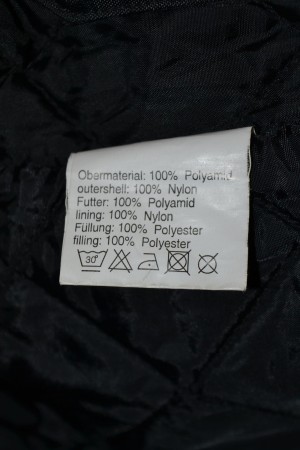 Obermaterial: 100% Polyamid
outershell: 100% Nylon
Futter: 100% Polyamid
lining: 100% Nylon
Füllung: 100% Polyester
filling: 100% Polyester
30°